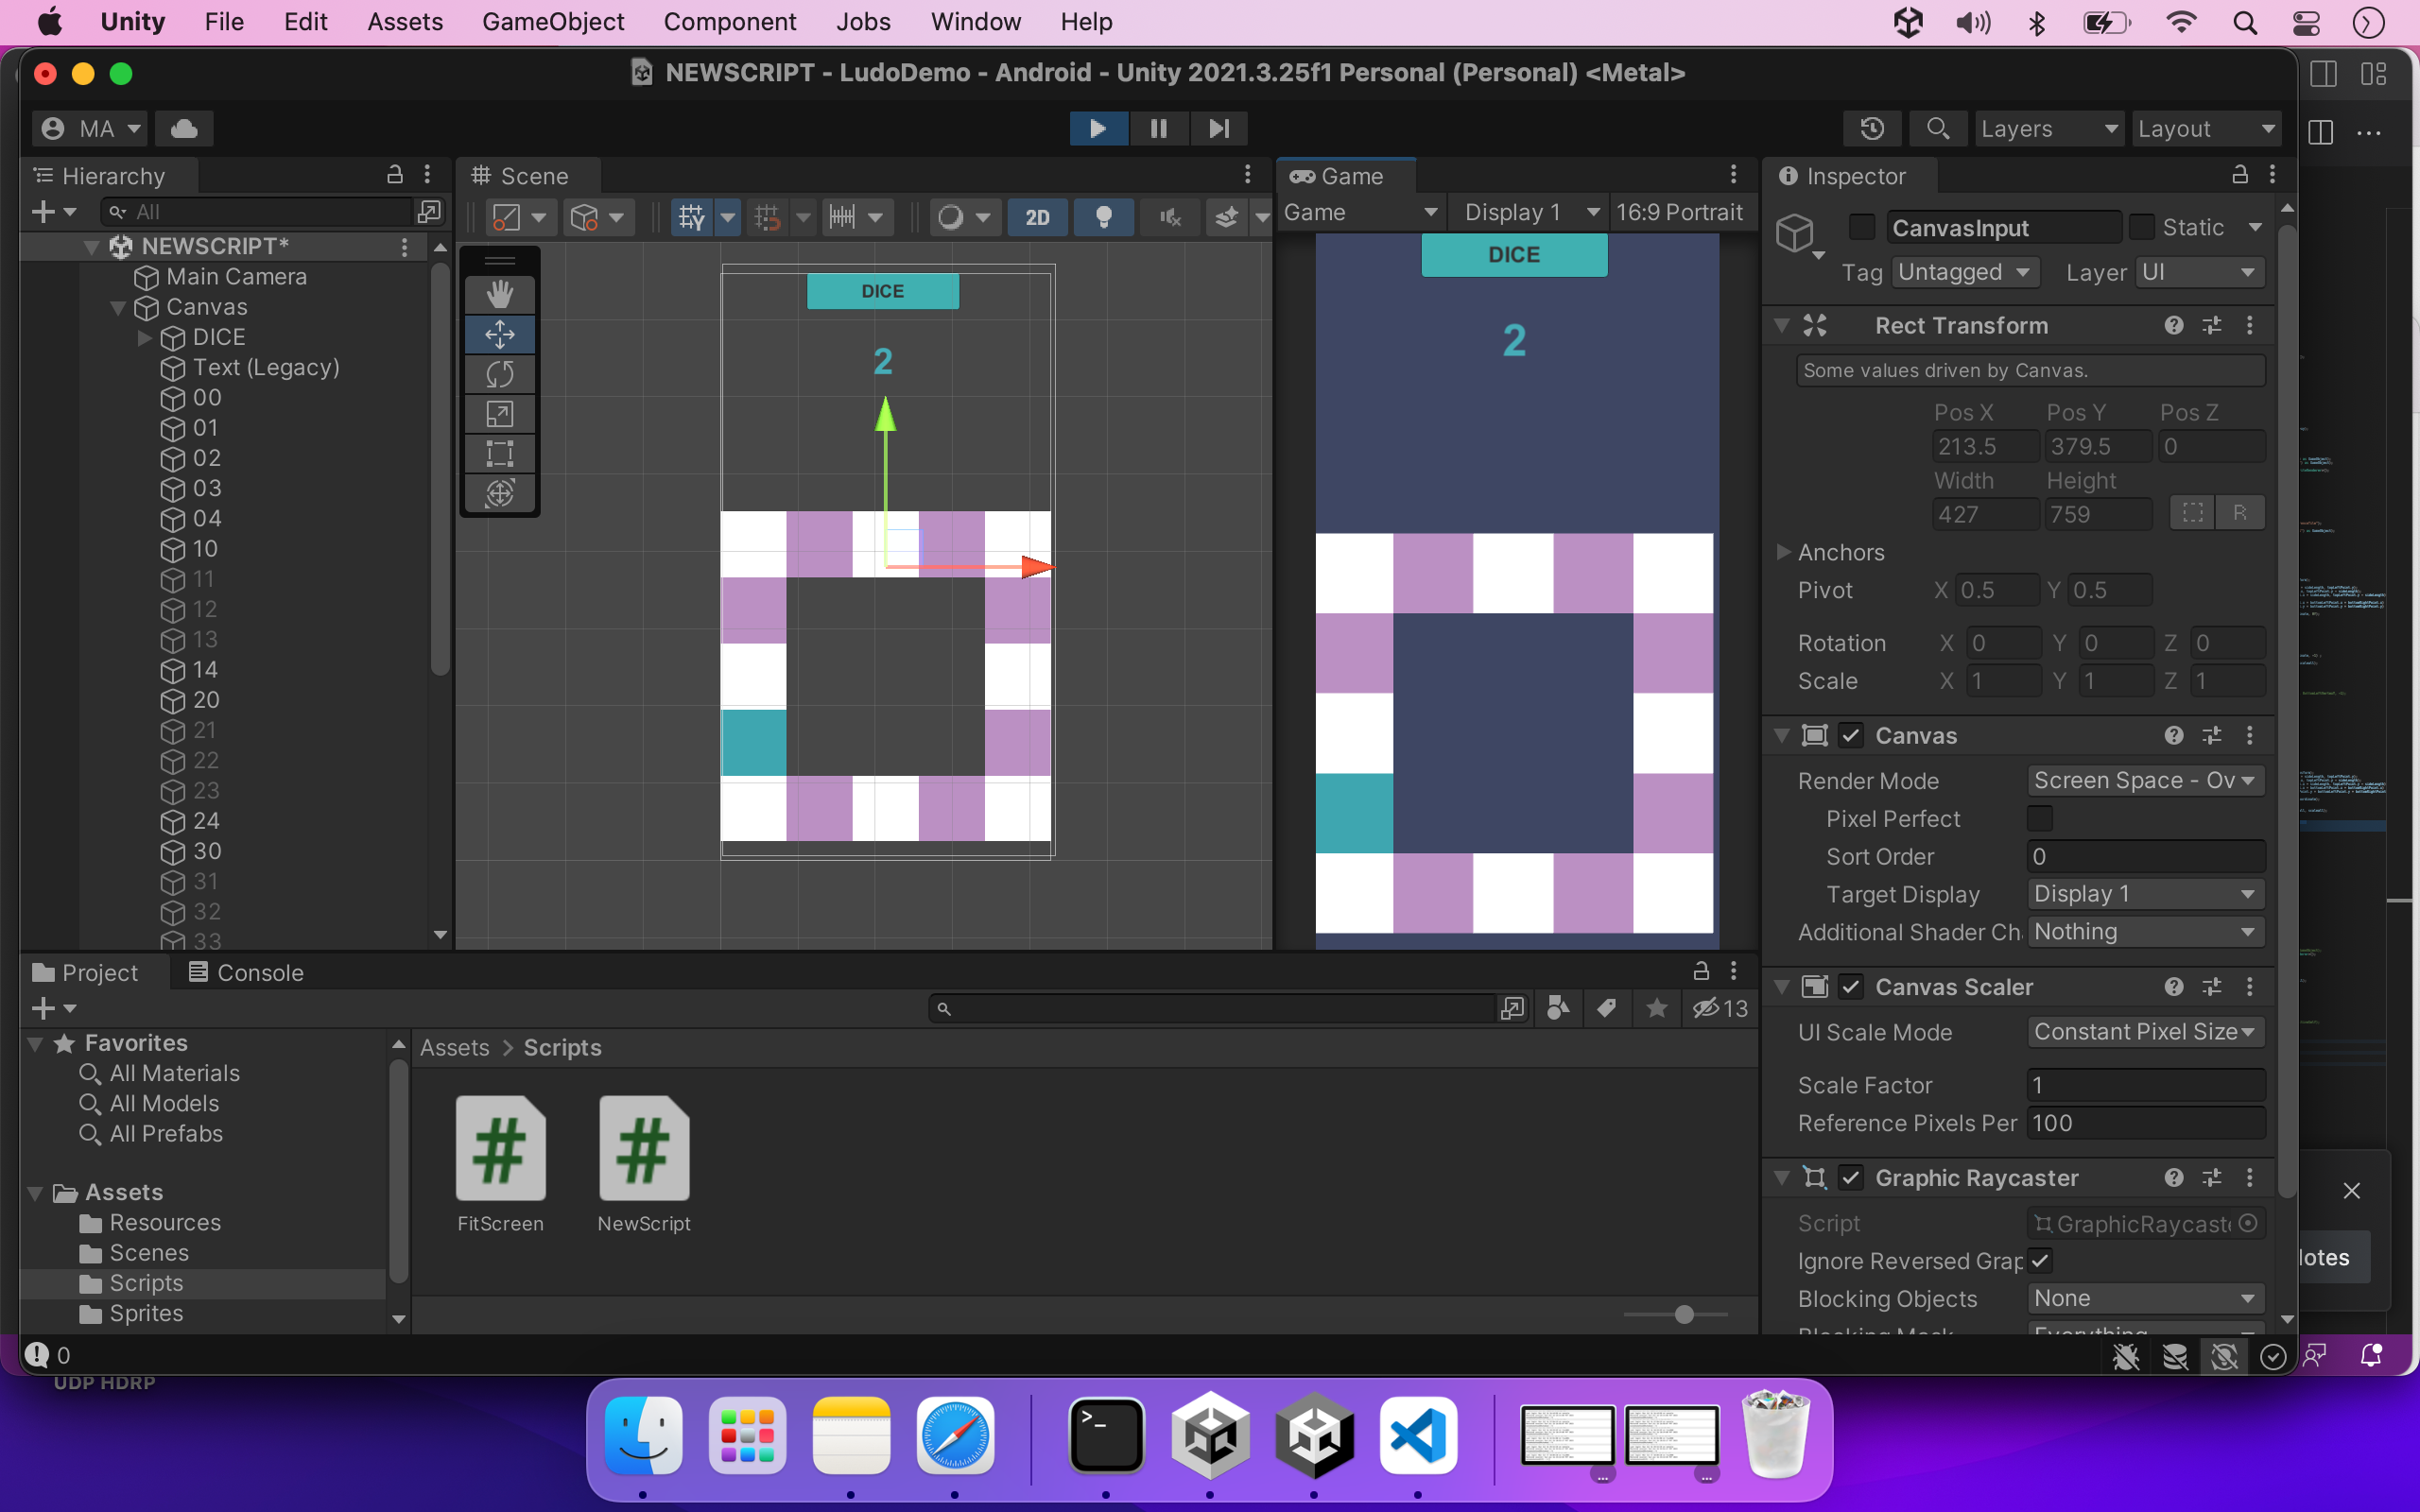 Unity File Edit Assets GameObject Component Jobs Window Help
NEWSCRIPT - LudoDemo - Android - Unity 2021.3.25f1 Personal (Personal) <Metal>
MA
Layers
Layout
Hierarchy
All
NEWSCRIPT*
Main Camera
Canvas
DICE
Text (Legacy)
00
01
02
03
04
10
11
12
13
14
20
21
22
23
24
30
31
32
33
Scene
2D
DICE
2
Game
Game
Display 1
16:9 Portrait
DICE
2
Inspector
CanvasInput
Static
Tag Untagged
Layer UI
Rect Transform
Some values driven by Canvas.
Pos X Pos Y Pos Z
213.5 379.5 0
Width Height
427 759
R
Anchors
Pivot X 0.5 Y 0.5
Rotation X 0 Y 0 Z 0
Scale X 1 Y 1 Z 1
Canvas
Render Mode Screen Space - Ov
Pixel Perfect
Sort Order 0
Target Display Display 1
Additional Shader Ch Nothing
Canvas Scaler
UI Scale Mode Constant Pixel Size
Scale Factor 1
Reference Pixels Per 100
Graphic Raycaster
Script GraphicRaycaste
Ignore Reversed Grap
Blocking Objects None
Blocking Mask Everything
Project
Console
13
Favorites
All Materials
All Models
All Prefabs
Assets
Resources
Scenes
Scripts
Sprites
Assets > Scripts
FitScreen
NewScript
0
lotes
UDP HDRP